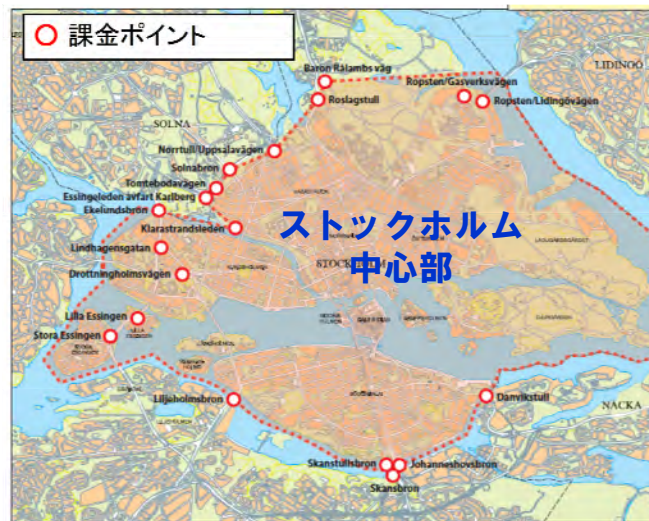 課金ポイント
LIDINGÖ
Baron Rålambs väg
Ropsten/Gasverksvägen
Roslagstull
Ropsten/Lidingövägen
SOLNA
Norrtull/Uppsalavägen
Solnabron
Tomtebodavägen
Essingeleden avfart Karlberg
Ekelundsbron
Klarastrandsleden
ストックホルム
中心部
Lindhagensgatan
STOCKHOLM
Drottningholmsvägen
Lilla Essingen
Stora Essingen
Liljeholmsbron
Danvikstull
NACKA
Skanstullsbron
Johanneshovsbron
Skansbron